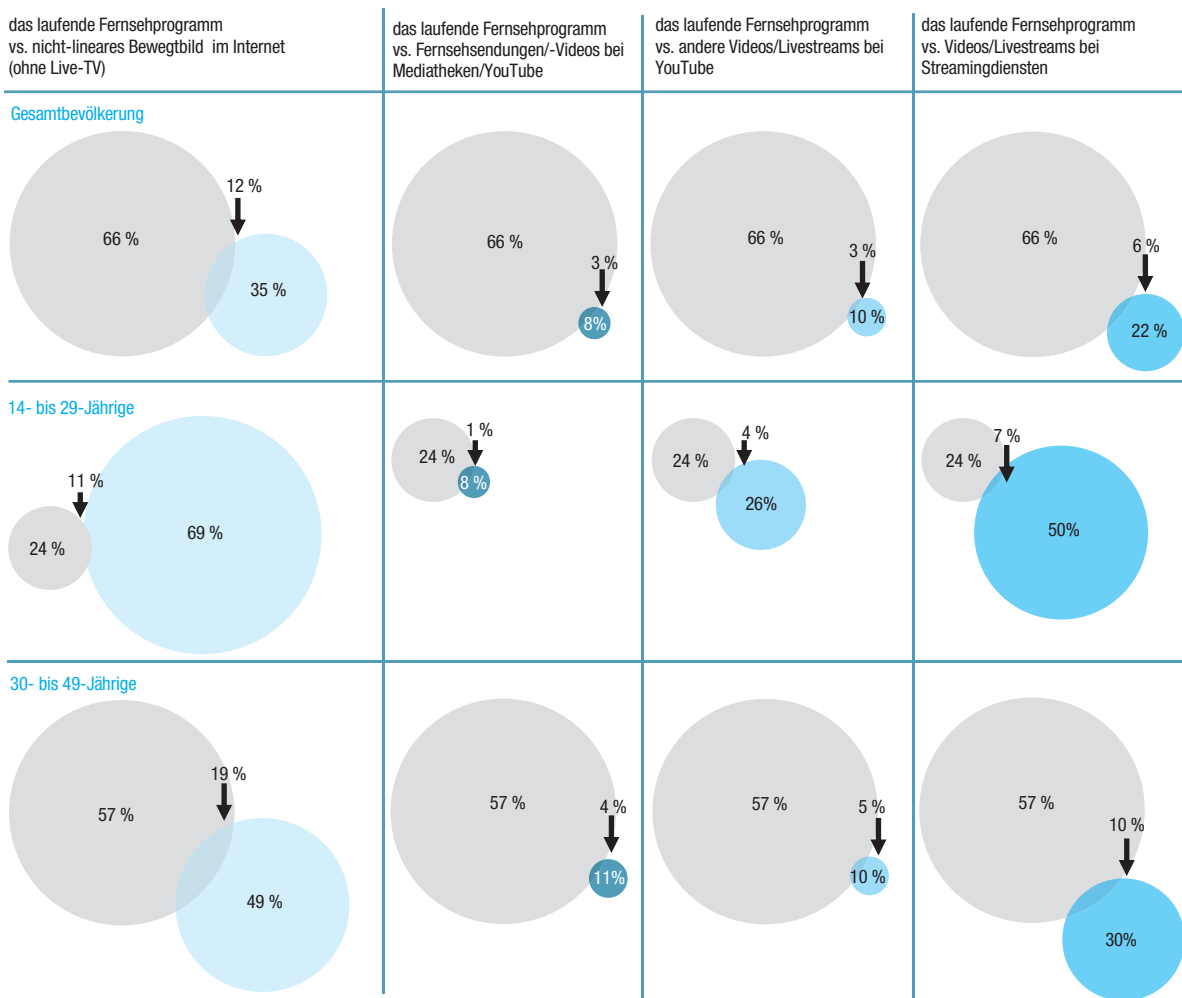 das laufende Fernsehprogramm
vs. nicht-lineares Bewegtbild im Internet
(ohne Live-TV)
das laufende Fernsehprogramm
vs. Fernsehsendungen/-Videos bei
Mediatheken/YouTube
das laufende Fernsehprogramm
vs. andere Videos/Livestreams bei
YouTube
das laufende Fernsehprogramm
vs. Videos/Livestreams bei
Streamingdiensten
Gesamtbevölkerung
12 %
66 %
35 %
66 %
3 %
8%
66 %
3 %
10 %
66 %
6 %
22 %
14- bis 29-Jährige
11 %
24 %
69 %
1 %
24 %
8 %
4 %
24 %
26%
7 %
24 %
50%
30- bis 49-Jährige
19 %
57 %
49 %
57 %
4 %
11%
57 %
5 %
10 %
57 %
10 %
30%